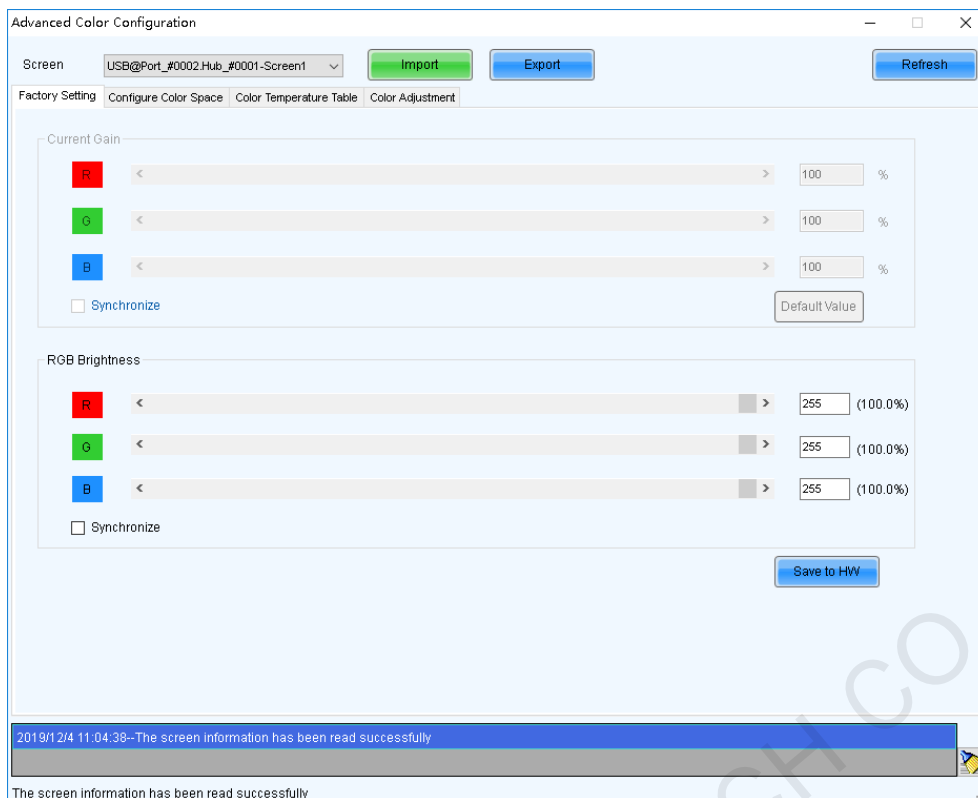 Advanced Color Configuration
Screen USB@Port_#0002.Hub_#0001-Screen1 Import Export Refresh
Factory Setting Configure Color Space Color Temperature Table Color Adjustment
Current Gain
R 100 %
G 100 %
B 100 %
Synchronize Default Value
RGB Brightness
R 255 (100.0%)
G 255 (100.0%)
B 255 (100.0%)
Synchronize
Save to HW
2019/12/4 11:04:38--The screen information has been read successfully
The screen information has been read successfully